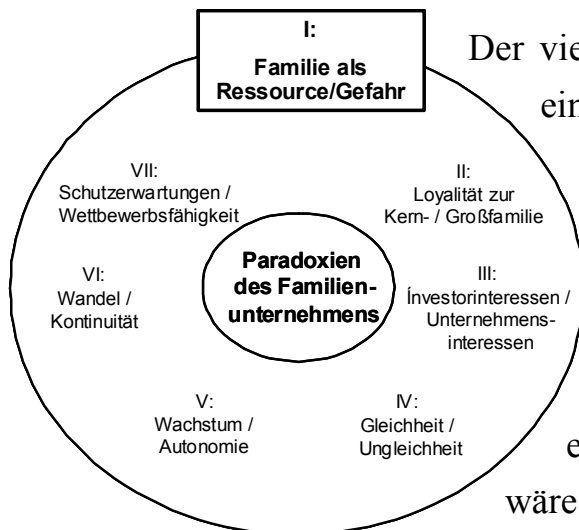 I:
Familie als
Ressource/Gefahr
II:
Loyalität zur
Kern- / Großfamilie
III:
Ínvestorinteressen /
Unternehmens-
interessen
IV:
Gleichheit /
Ungleichheit
V:
Wachstum /
Autonomie
VI:
Wandel /
Kontinuität
VII:
Schutzerwartungen /
Wettbewerbsfähigkeit
Paradoxien
des Familien-
unternehmens
Der vie
ein
e
wäre